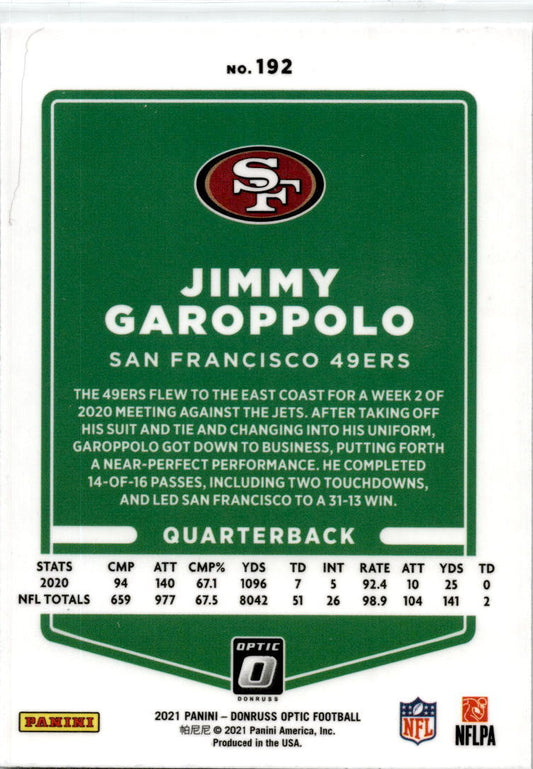 NO. 192
SF
JIMMY
GAROPPOLO
SAN FRANCISCO 49ERS
THE 49ERS FLEW TO THE EAST COAST FOR A WEEK 2 OF
2020 MEETING AGAINST THE JETS. AFTER TAKING OFF
HIS SUIT AND TIE AND CHANGING INTO HIS UNIFORM,
GAROPPOLO GOT DOWN TO BUSINESS, PUTTING FORTH
A NEAR-PERFECT PERFORMANCE. HE COMPLETED
14-OF-16 PASSES, INCLUDING TWO TOUCHDOWNS,
AND LED SAN FRANCISCO TO A 31-13 WIN.
QUARTERBACK
STATS CMP ATT CMP% YDS TD INT RATE ATT YDS TD
2020 94 140 67.1 1096 7 5 92.4 10 25 0
NFL TOTALS 659 977 67.5 8042 51 26 98.9 104 141 2
OPTIC
O
DONRUSS
PANINI
2021 PANINI – DONRUSS OPTIC FOOTBALL
帕尼尼 © 2021 Panini America, Inc.
Produced in the USA.
NFL
NFLPA